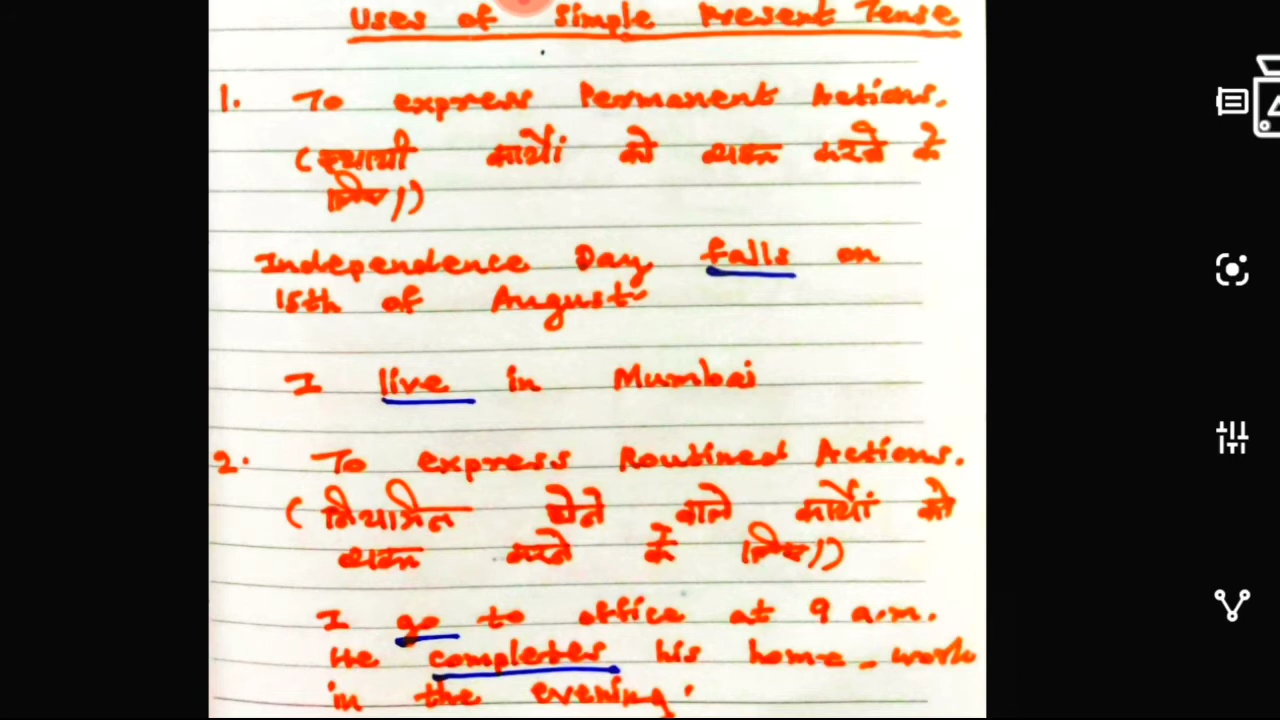 Uses of Simple Present Tense
1. To express Permanent Actions.
(स्थायी कार्यों को व्यक्त करने के
लिए।)
Independence Day falls on
15th of August
I live in Mumbai
2. To express Routined Actions.
(नियमित होने वाले कार्यों को
व्यक्त करने के लिए।)
I go to office at 9 a.m.
He completes his home-work
in the evening.